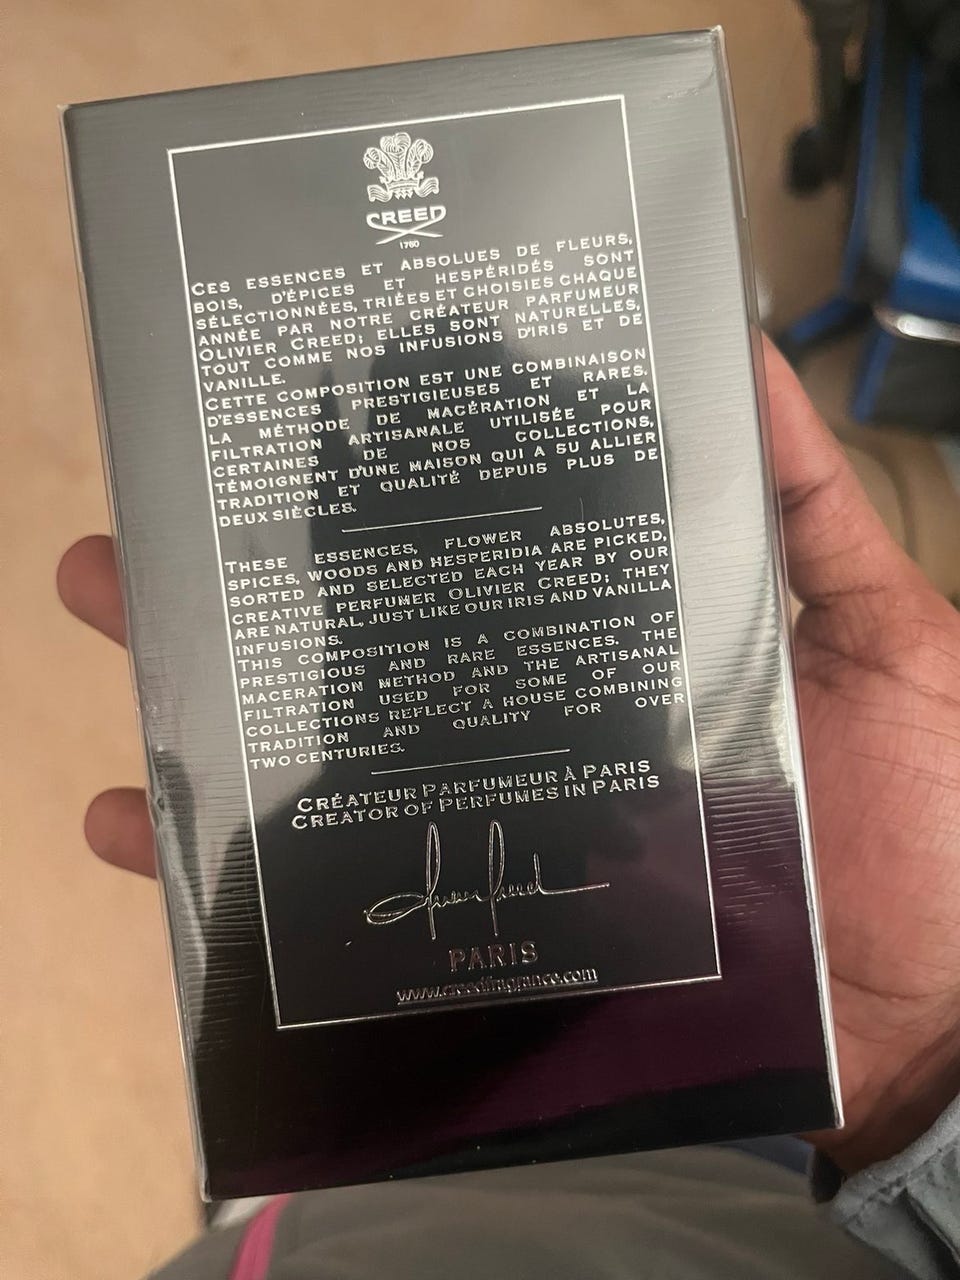 CREED
1760
CES ESSENCES ET ABSOLUES DE FLEURS,
BOIS, D'ÉPICES ET HESPÉRIDÉS SONT
SÉLECTIONNÉES, TRIÉES ET CHOISIES CHAQUE
ANNÉE PAR NOTRE CRÉATEUR PARFUMEUR
OLIVIER CREED; ELLES SONT NATURELLES,
TOUT COMME NOS INFUSIONS D'IRIS ET DE
VANILLE.
CETTE COMPOSITION EST UNE COMBINAISON
D'ESSENCES PRESTIGIEUSES ET RARES.
LA MÉTHODE DE MACÉRATION ET LA
FILTRATION ARTISANALE UTILISÉE POUR
CERTAINES DE NOS COLLECTIONS,
TÉMOIGNENT D'UNE MAISON QUI A SU ALLIER
TRADITION ET QUALITÉ DEPUIS PLUS DE
DEUX SIÈCLES.
THESE ESSENCES, FLOWER ABSOLUTES,
SPICES, WOODS AND HESPERIDIA ARE PICKED,
SORTED AND SELECTED EACH YEAR BY OUR
CREATIVE PERFUMER OLIVIER CREED; THEY
ARE NATURAL, JUST LIKE OUR IRIS AND VANILLA
INFUSIONS.
THIS COMPOSITION IS A COMBINATION OF
PRESTIGIOUS AND RARE ESSENCES. THE
MACERATION METHOD AND THE ARTISANAL
FILTRATION USED FOR SOME OF OUR
COLLECTIONS REFLECT A HOUSE COMBINING
TRADITION AND QUALITY FOR OVER
TWO CENTURIES.
CRÉATEUR PARFUMEUR À PARIS
CREATOR OF PERFUMES IN PARIS
Olivier Creed
PARIS
www.creedfragrance.com